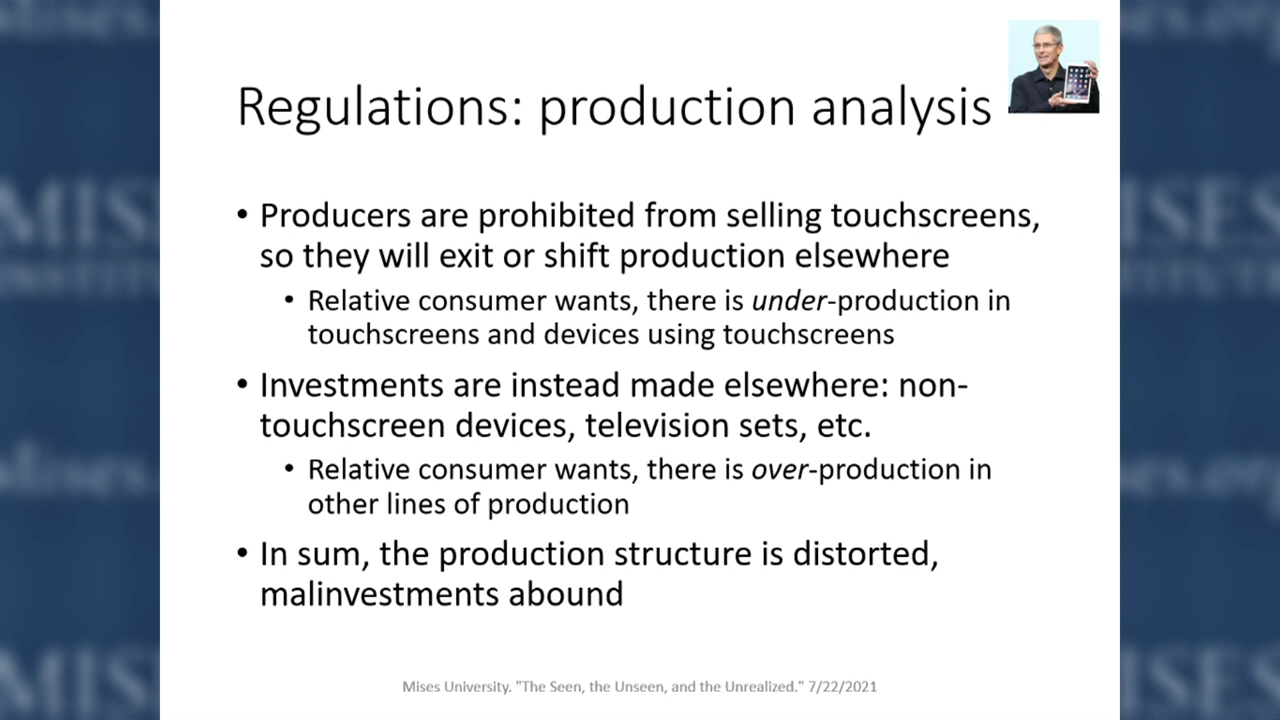 Regulations: production analysis
• Producers are prohibited from selling touchscreens,
so they will exit or shift production elsewhere
• Relative consumer wants, there is under-production in
touchscreens and devices using touchscreens
• Investments are instead made elsewhere: non-
touchscreen devices, television sets, etc.
• Relative consumer wants, there is over-production in
other lines of production
• In sum, the production structure is distorted,
malinvestments abound
Mises University. "The Seen, the Unseen, and the Unrealized." 7/22/2021